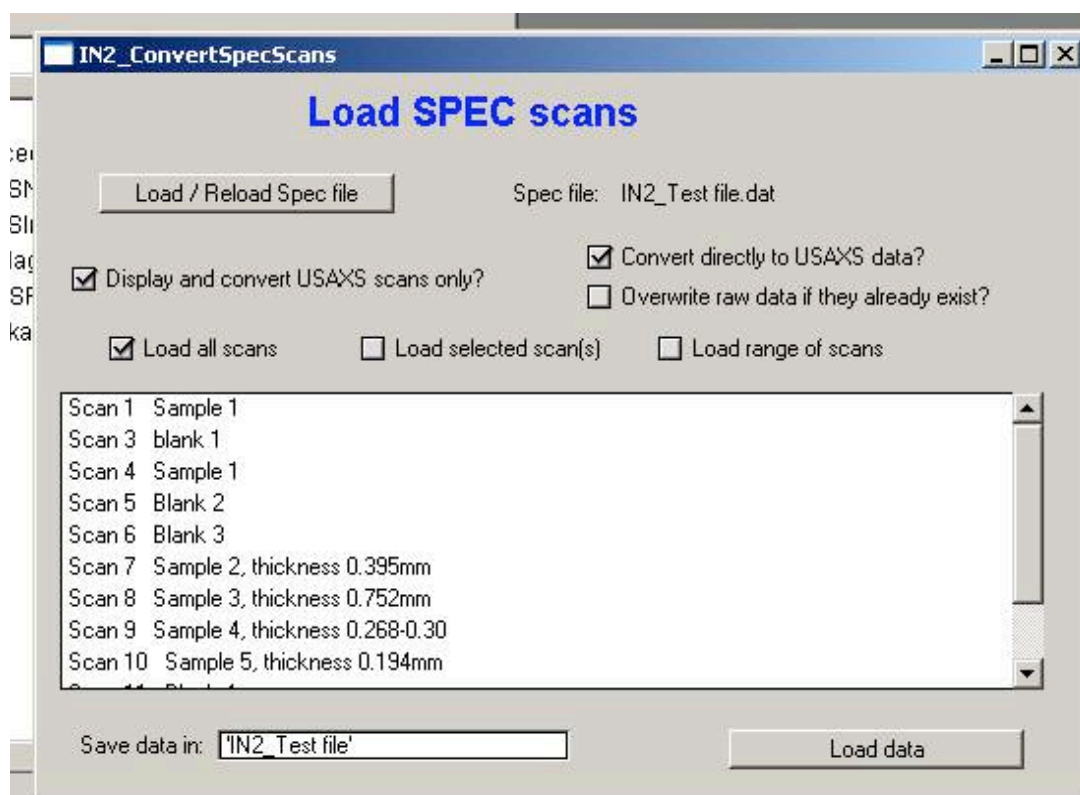 IN2_ConvertSpecScans
Load SPEC scans
Load / Reload Spec file
Spec file: IN2_Test file.dat
Convert directly to USAXS data?
Display and convert USAXS scans only?
Overwrite raw data if they already exist?
Load all scans Load selected scan(s) Load range of scans
Scan 1 Sample 1
Scan 3 blank 1
Scan 4 Sample 1
Scan 5 Blank 2
Scan 6 Blank 3
Scan 7 Sample 2, thickness 0.395mm
Scan 8 Sample 3, thickness 0.752mm
Scan 9 Sample 4, thickness 0.268-0.30
Scan 10 Sample 5, thickness 0.194mm
Save data in: 'IN2_Test file'
Load data